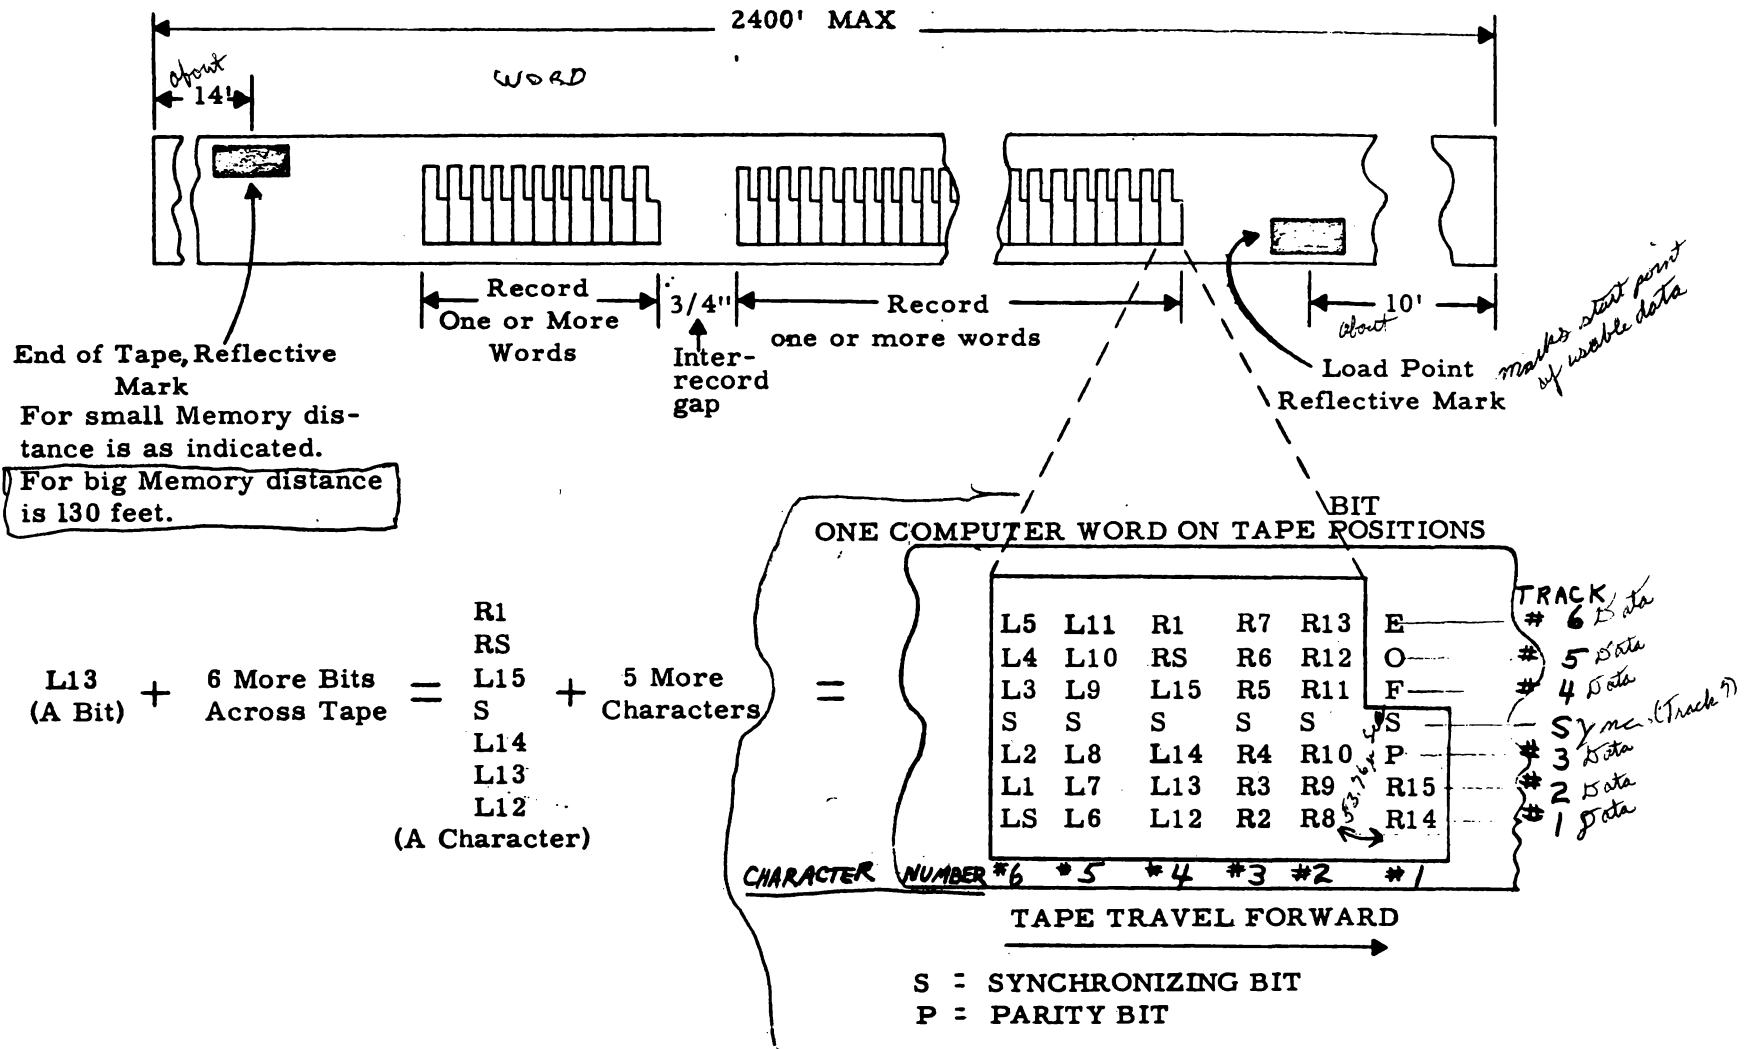 2400' MAX
about
14'
WORD
Record
One or More
Words
3/4"
Inter-
record
gap
Record
one or more words
10'
about
Load Point
Reflective Mark
marks start point
of usable data
End of Tape, Reflective
Mark
For small Memory dis-
tance is as indicated.
For big Memory distance
is 130 feet.
BIT
ONE COMPUTER WORD ON TAPE POSITIONS
L13
(A Bit)
+
6 More Bits
Across Tape
=
R1
RS
L15
S
L14
L13
L12
(A Character)
+
5 More
Characters
=
TRACK
L5 L11 R1 R7 R13 E # 6 Data
L4 L10 RS R6 R12 O # 5 Data
L3 L9 L15 R5 R11 F # 4 Data
S S S S S S Sync. (Track 7)
L2 L8 L14 R4 R10 P # 3 Data
L1 L7 L13 R3 R9 R15 # 2 Data
LS L6 L12 R2 R8 R14 # 1 Data
CHARACTER NUMBER #6 #5 #4 #3 #2 #1
TAPE TRAVEL FORWARD
S = SYNCHRONIZING BIT
P = PARITY BIT